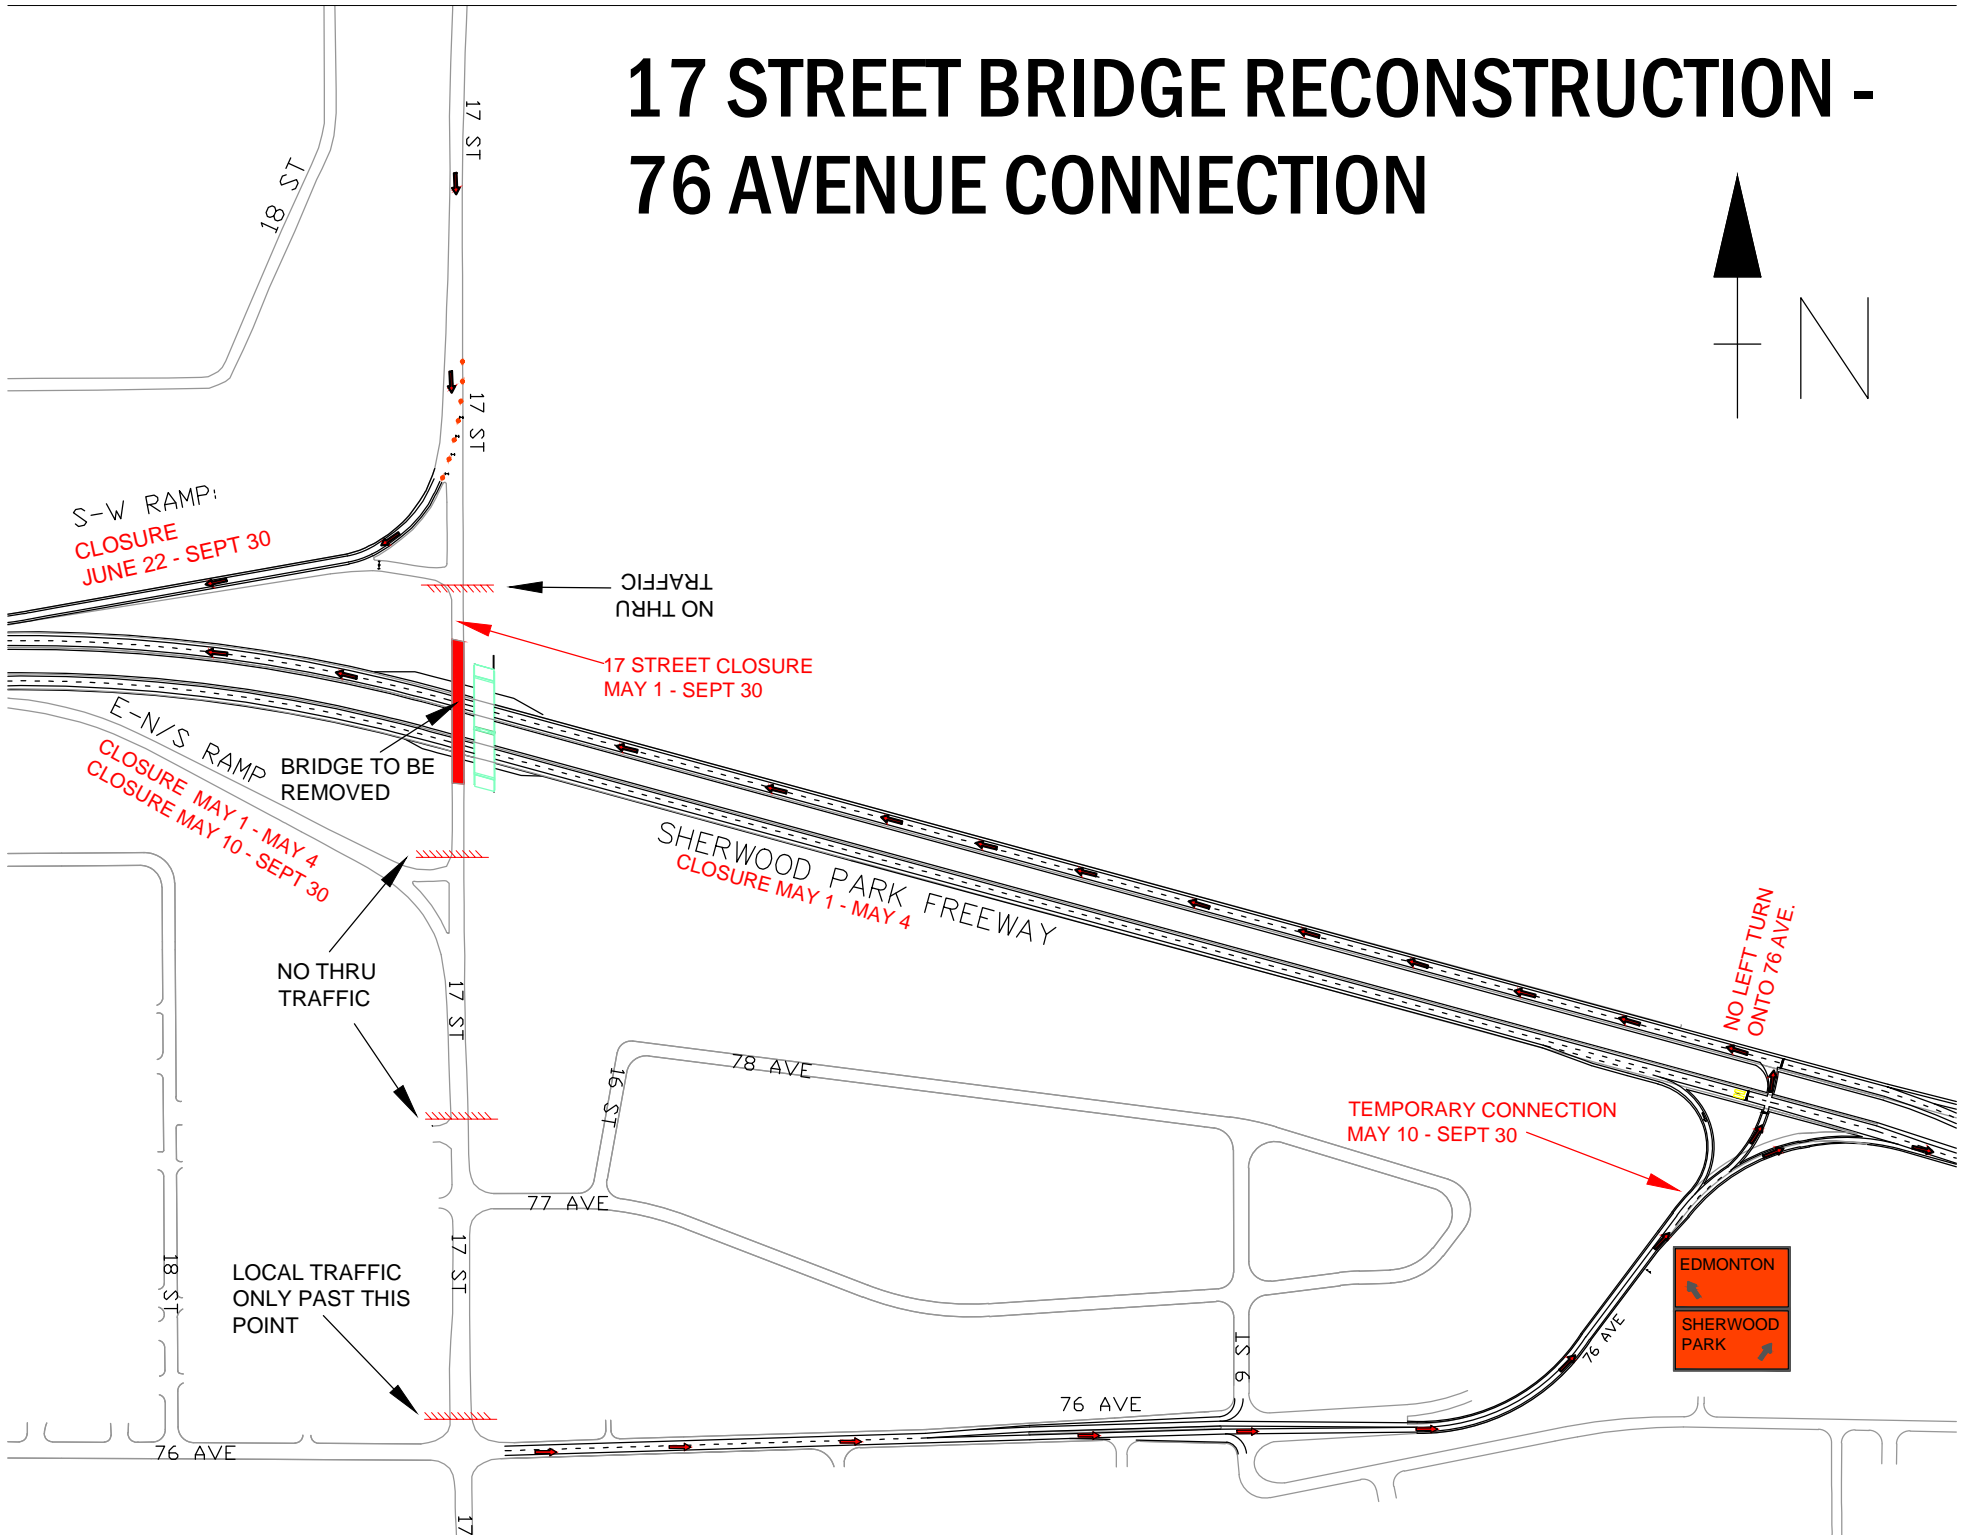 17 STREET BRIDGE RECONSTRUCTION -
76 AVENUE CONNECTION
N
17 ST
18 ST
17 ST
S-W RAMP:
CLOSURE
JUNE 22 - SEPT 30
NO THRU
TRAFFIC
17 STREET CLOSURE
MAY 1 - SEPT 30
E-N/S RAMP
CLOSURE MAY 1 - MAY 4
CLOSURE MAY 10 - SEPT 30
BRIDGE TO BE
REMOVED
SHERWOOD PARK FREEWAY
CLOSURE MAY 1 - MAY 4
NO LEFT TURN
ONTO 76 AVE.
NO THRU
TRAFFIC
17 ST
16 ST
78 AVE
TEMPORARY CONNECTION
MAY 10 - SEPT 30
77 AVE
17 ST
18 ST
LOCAL TRAFFIC
ONLY PAST THIS
POINT
EDMONTON
SHERWOOD
PARK
76 AVE
9 ST
76 AVE
76 AVE
17